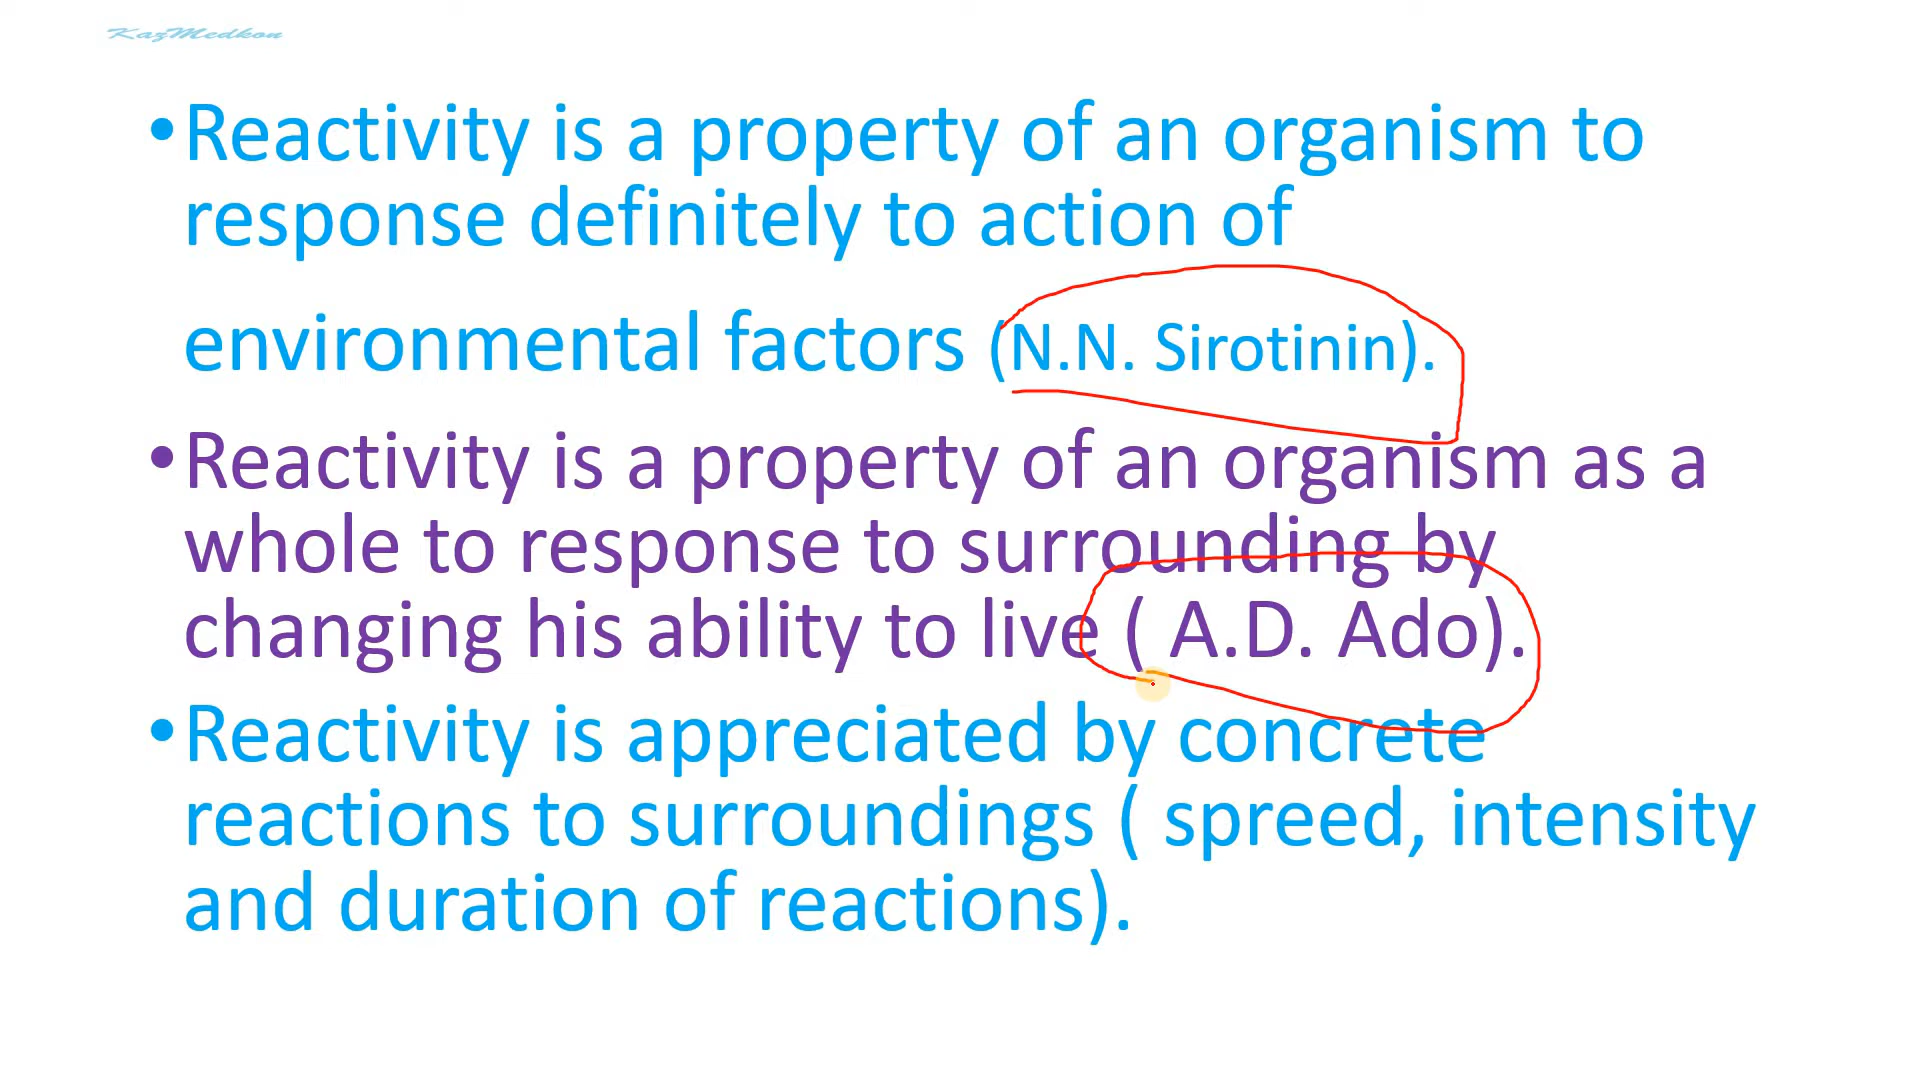 KazMedkon
•Reactivity is a property of an organism to
response definitely to action of
environmental factors (N.N. Sirotinin).
•Reactivity is a property of an organism as a
whole to response to surrounding by
changing his ability to live ( A.D. Ado).
•Reactivity is appreciated by concrete
reactions to surroundings ( spreed, intensity
and duration of reactions).